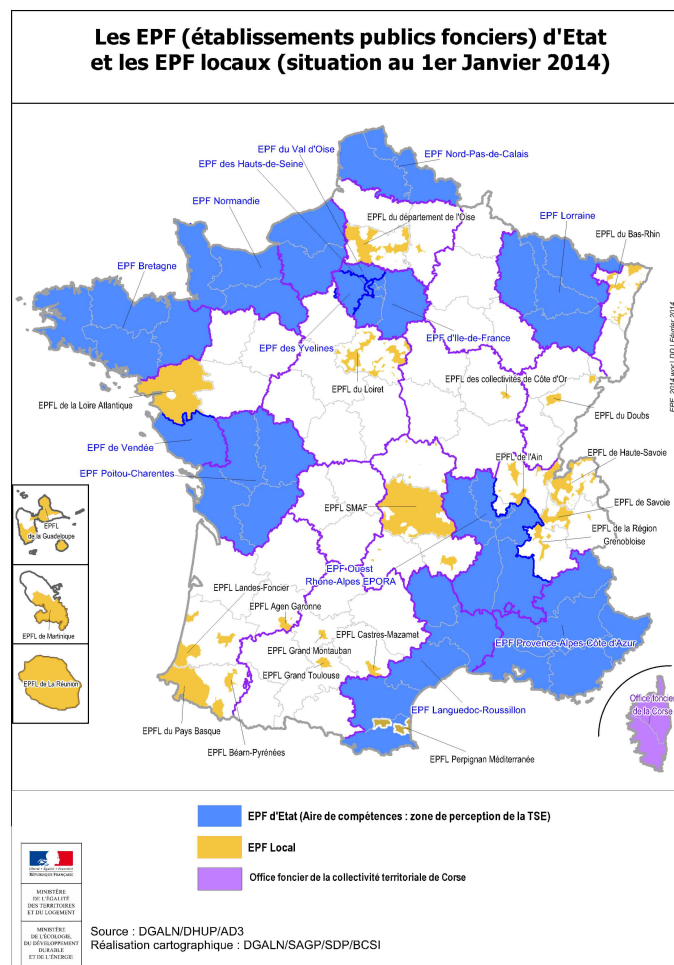 Les EPF (établissements publics fonciers) d'Etat
et les EPF locaux (situation au 1er Janvier 2014)
EPF du Val d'Oise
EPF des Hauts-de-Seine
EPF Nord-Pas-de-Calais
EPF Normandie
EPFL du département de l'Oise
EPF Lorraine
EPFL du Bas-Rhin
EPF Bretagne
EPF des Yvelines
EPF d'Ile-de-France
EPFL du Loiret
EPFL des collectivités de Côte d'Or
EPFL du Doubs
EPFL de la Loire Atlantique
EPF de Vendée
EPF Poitou-Charentes
EPFL de l'Ain
EPFL de Haute-Savoie
EPFL SMAF
EPFL de Savoie
EPFL de la Région
Grenobloise
EPF-Ouest
Rhône-Alpes EPORA
EPFL
de la Guadeloupe
EPFL de Martinique
EPFL de La Réunion
EPFL Landes-Foncier
EPFL Agen Garonne
EPFL Castres-Mazamet
EPFL Grand Montauban
EPFL Grand Toulouse
EPF Provence-Alpes-Côte d'Azur
EPF Languedoc-Roussillon
EPFL du Pays Basque
EPFL Béarn-Pyrénées
EPFL Perpignan Méditerranée
Office foncier
de la Corse
EPF d'Etat (Aire de compétences : zone de perception de la TSE)
EPF Local
Office foncier de la collectivité territoriale de Corse
Liberté • Égalité • Fraternité
RÉPUBLIQUE FRANÇAISE
MINISTÈRE
DE L'ÉGALITÉ
DES TERRITOIRES
ET DU LOGEMENT
MINISTÈRE
DE L'ÉCOLOGIE,
DU DÉVELOPPEMENT
DURABLE
ET DE L'ÉNERGIE
Source : DGALN/DHUP/AD3
Réalisation cartographique : DGALN/SAGP/SDP/BCSI